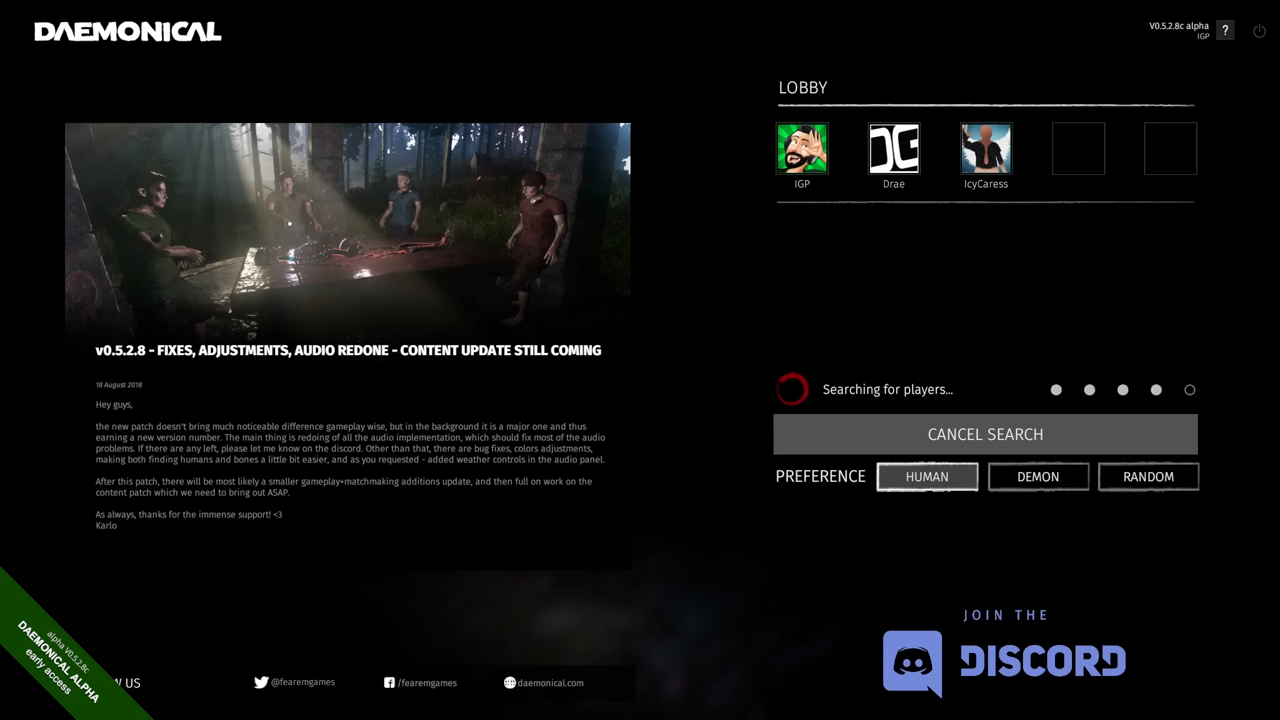 DAEMONICAL
V0.5.2.8c alpha
IGP
?
LOBBY
IGP
Drae
IcyCaress
v0.5.2.8 - FIXES, ADJUSTMENTS, AUDIO REDONE - CONTENT UPDATE STILL COMING
18 August 2018
Hey guys,
the new patch doesn't bring much noticeable difference gameplay wise, but in the background it is a major one and thus
earning a new version number. The main thing is redoing of all the audio implementation, which should fix most of the audio
problems. If there are any left, please let me know on the discord. Other than that, there are bug fixes, colors adjustments,
making both finding humans and bones a little bit easier, and as you requested - added weather controls in the audio panel.
After this patch, there will be most likely a smaller gameplay+matchmaking additions update, and then full on work on the
content patch which we need to bring out ASAP.
As always, thanks for the immense support! <3
Karlo
Searching for players...
CANCEL SEARCH
PREFERENCE
HUMAN
DEMON
RANDOM
JOIN THE
DISCORD
alpha V0.5.2.8c
DAEMONICAL ALPHA
early access
W US
@fearemgames
/fearemgames
daemonical.com